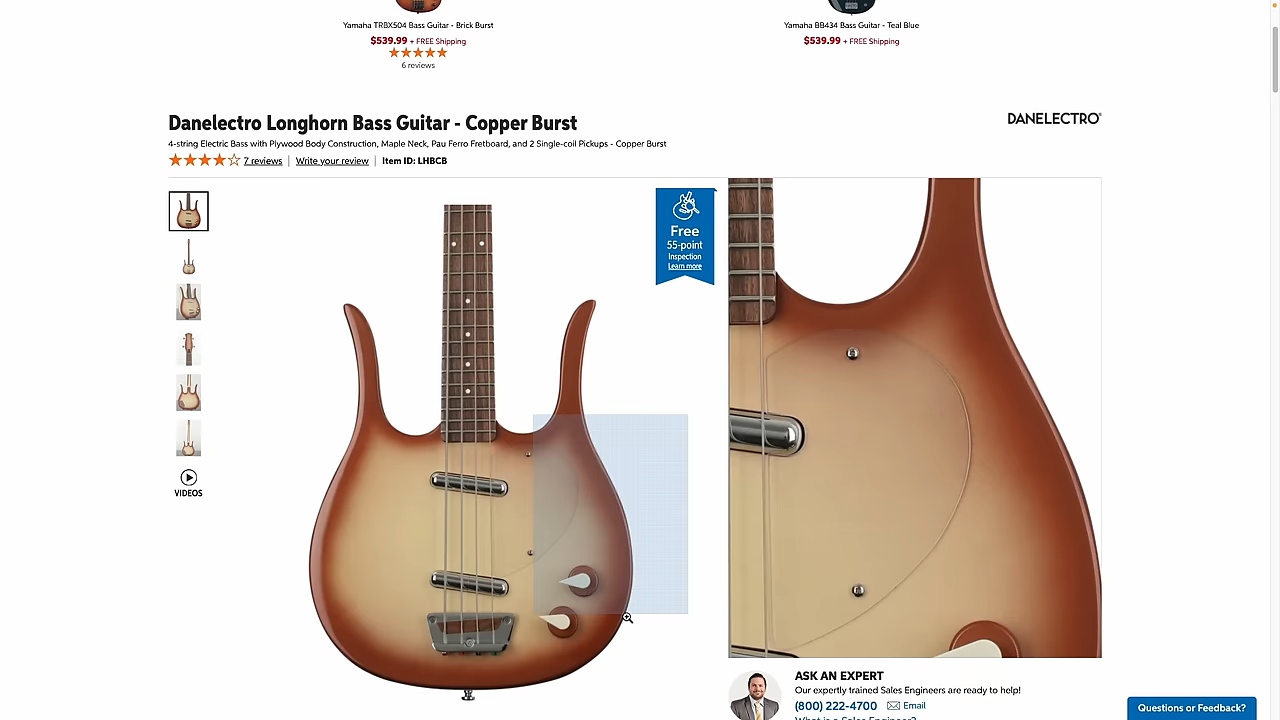 Yamaha TRBX504 Bass Guitar - Brick Burst
$539.99 + FREE Shipping
6 reviews
Yamaha BB434 Bass Guitar - Teal Blue
$539.99 + FREE Shipping
Danelectro Longhorn Bass Guitar - Copper Burst
DANELECTRO®
4-string Electric Bass with Plywood Body Construction, Maple Neck, Pau Ferro Fretboard, and 2 Single-coil Pickups - Copper Burst
7 reviews | Write your review | Item ID: LHBCB
Free
55-point
Inspection
Learn more
VIDEOS
ASK AN EXPERT
Our expertly trained Sales Engineers are ready to help!
(800) 222-4700 Email
What is a Sales Engineer?
Questions or Feedback?